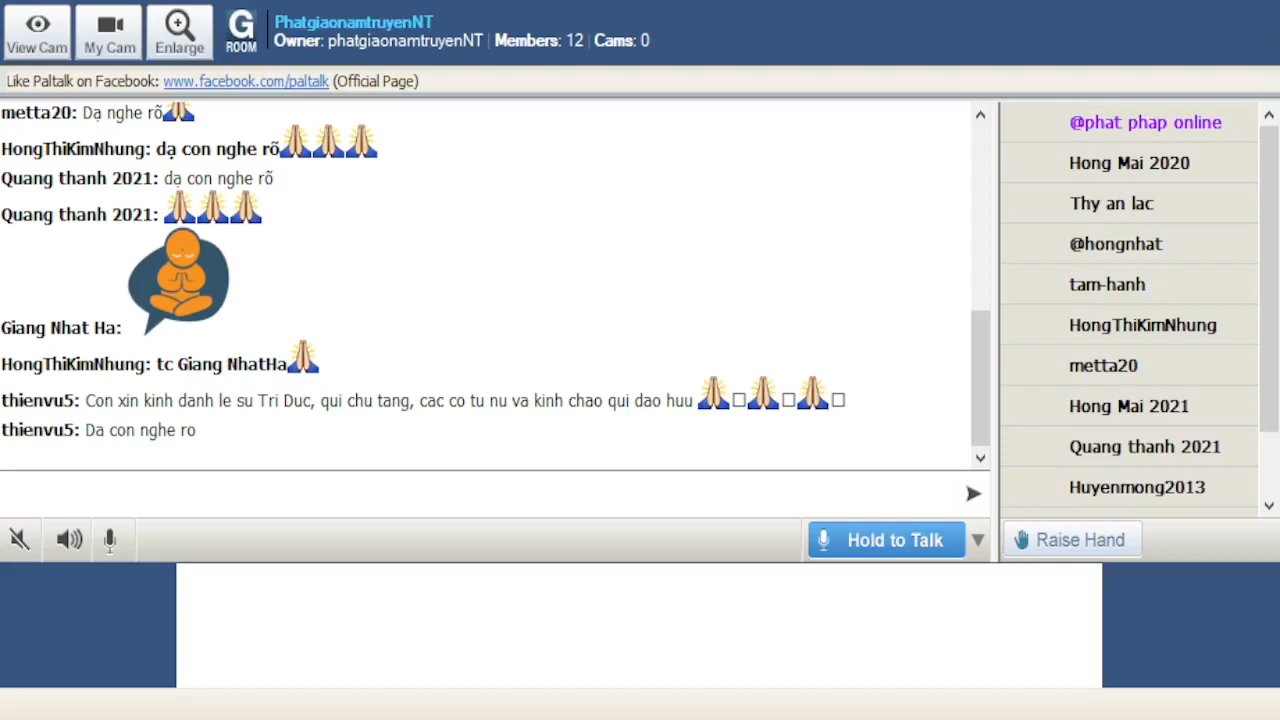 View Cam
My Cam
Enlarge
G
ROOM
PhatgiaonamtruyenNT
Owner: phatgiaonamtruyenNT | Members: 12 | Cams: 0
Like Paltalk on Facebook: www.facebook.com/paltalk (Official Page)
metta20: Dạ nghe rõ
HongThiKimNhung: dạ con nghe rõ
Quang thanh 2021: dạ con nghe rõ
Quang thanh 2021:
Giang Nhat Ha:
HongThiKimNhung: tc Giang NhatHa
thienvu5: Con xin kinh danh le su Tri Duc, qui chu tang, cac co tu nu va kinh chao qui dao huu
thienvu5: Da con nghe ro
@phat phap online
Hong Mai 2020
Thy an lac
@hongnhat
tam-hanh
HongThiKimNhung
metta20
Hong Mai 2021
Quang thanh 2021
Huyenmong2013
Hold to Talk
Raise Hand